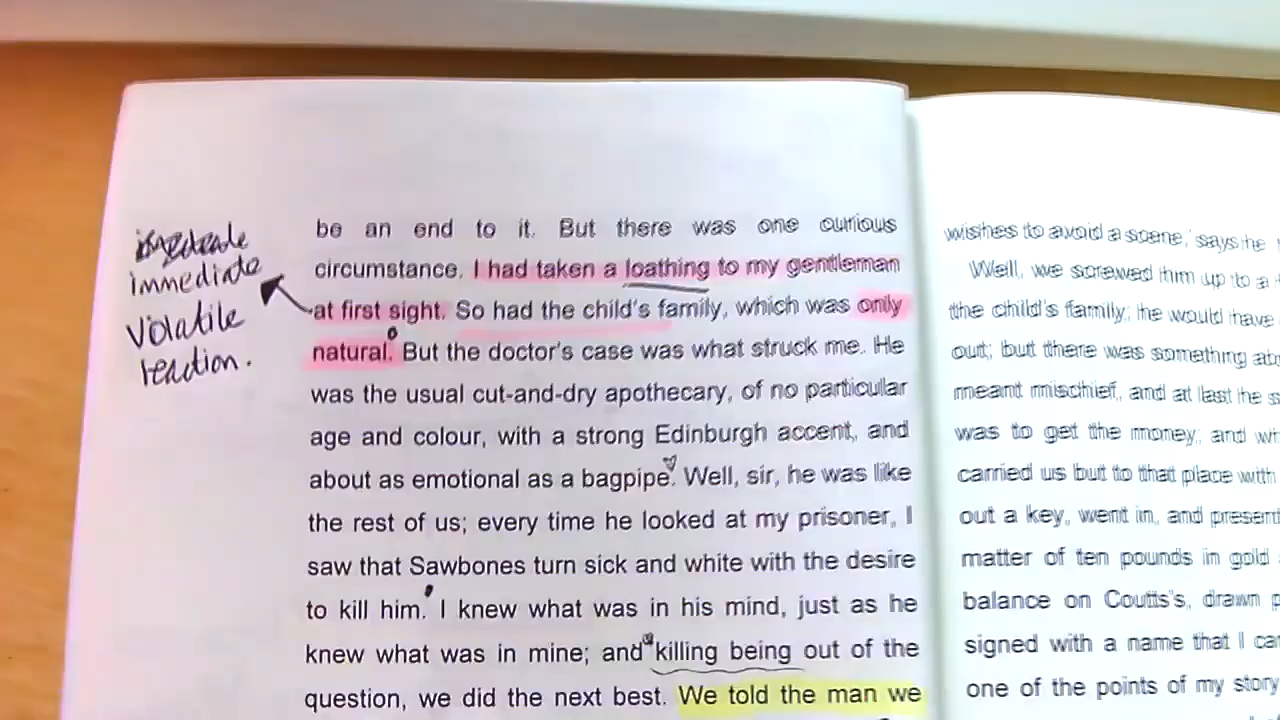 immediate
Volatile
reaction.
be an end to it. But there was one curious
circumstance. I had taken a loathing to my gentleman
at first sight. So had the child's family, which was only
natural. But the doctor's case was what struck me. He
was the usual cut-and-dry apothecary, of no particular
age and colour, with a strong Edinburgh accent, and
about as emotional as a bagpipe. Well, sir, he was like
the rest of us; every time he looked at my prisoner, I
saw that Sawbones turn sick and white with the desire
to kill him. I knew what was in his mind, just as he
knew what was in mine; and killing being out of the
question, we did the next best. We told the man we
wishes to avoid a scene,' says he
Well, we screwed him up to a
the child's family; he would have
out; but there was something
meant mischief, and at last he
was to get the money; and
carried us but to that place with
out a key, went in, and
matter of ten pounds in gold
balance on Coutts's, drawn
signed with a name that I
one of the points of my story